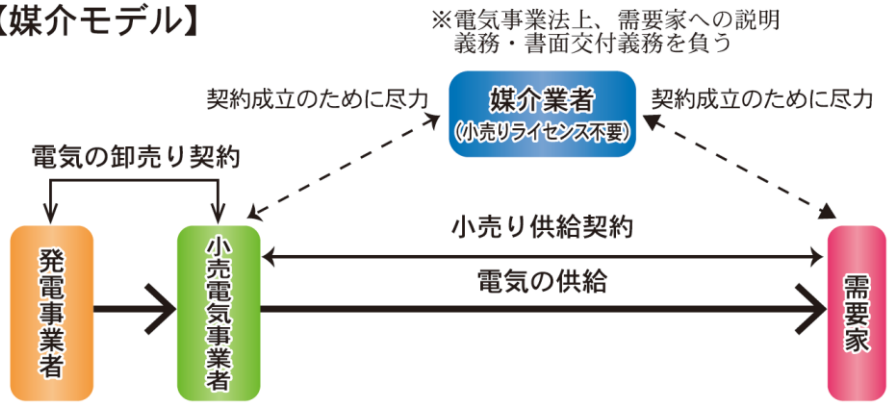 【媒介モデル】
※電気事業法上、需要家への説明
義務・書面交付義務を負う
契約成立のために尽力
媒介業者
(小売りライセンス不要)
契約成立のために尽力
電気の卸売り契約
小売り供給契約
電気の供給
発電事業者
小売電気事業者
需要家